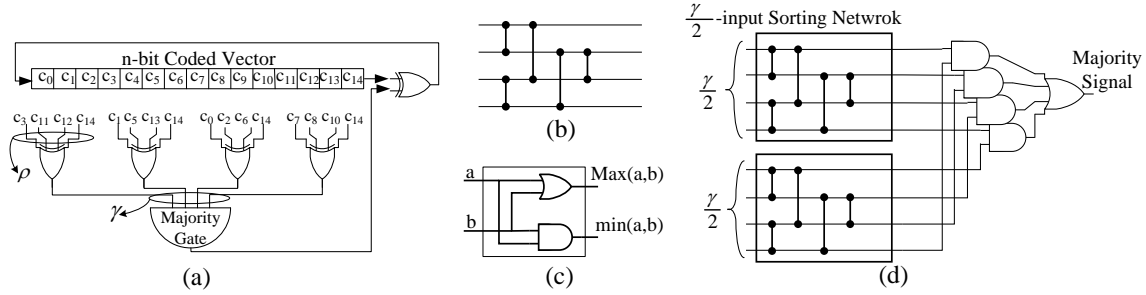 n-bit Coded Vector
c0 c1 c2 c3 c4 c5 c6 c7 c8 c9 c10 c11 c12 c13 c14
c3 c11 c12 c14 c1 c5 c13 c14 c0 c2 c6 c14 c7 c8 c10 c14
ρ
γ
Majority
Gate
(a)
(b)
a
b
Max(a,b)
min(a,b)
(c)
γ/2 -input Sorting Netwrok
γ/2
γ/2
Majority
Signal
(d)